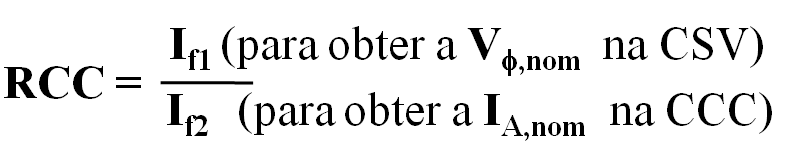 I_f1 (para obter a V_ϕ,nom na CSV)
RCC =
I_f2 (para obter a I_A,nom na CCC)